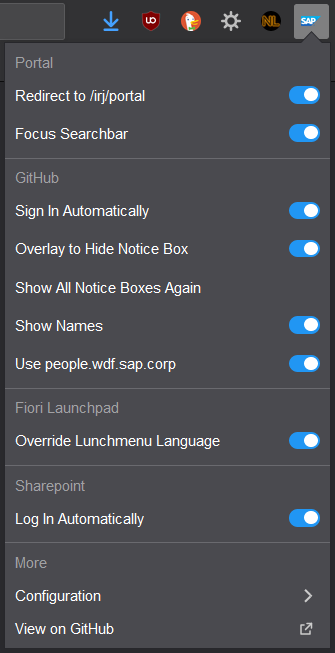 UO
NL
SAP
Portal
Redirect to /irj/portal
Focus Searchbar
GitHub
Sign In Automatically
Overlay to Hide Notice Box
Show All Notice Boxes Again
Show Names
Use people.wdf.sap.corp
Fiori Launchpad
Override Lunchmenu Language
Sharepoint
Log In Automatically
More
Configuration
View on GitHub